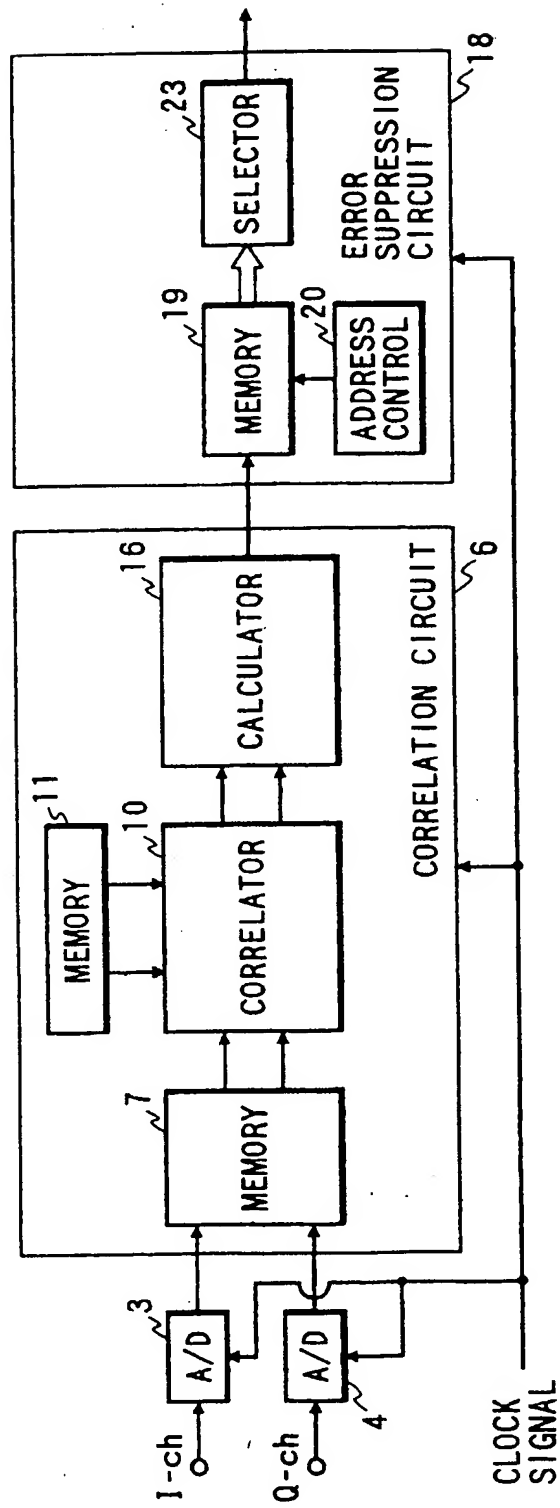 I-ch
3
A/D
Q-ch
A/D
4
CLOCK
SIGNAL
7
MEMORY
11
MEMORY
10
CORRELATOR
16
CALCULATOR
CORRELATION CIRCUIT
6
19
MEMORY
20
ADDRESS
CONTROL
23
SELECTOR
ERROR
SUPPRESSION
CIRCUIT
18